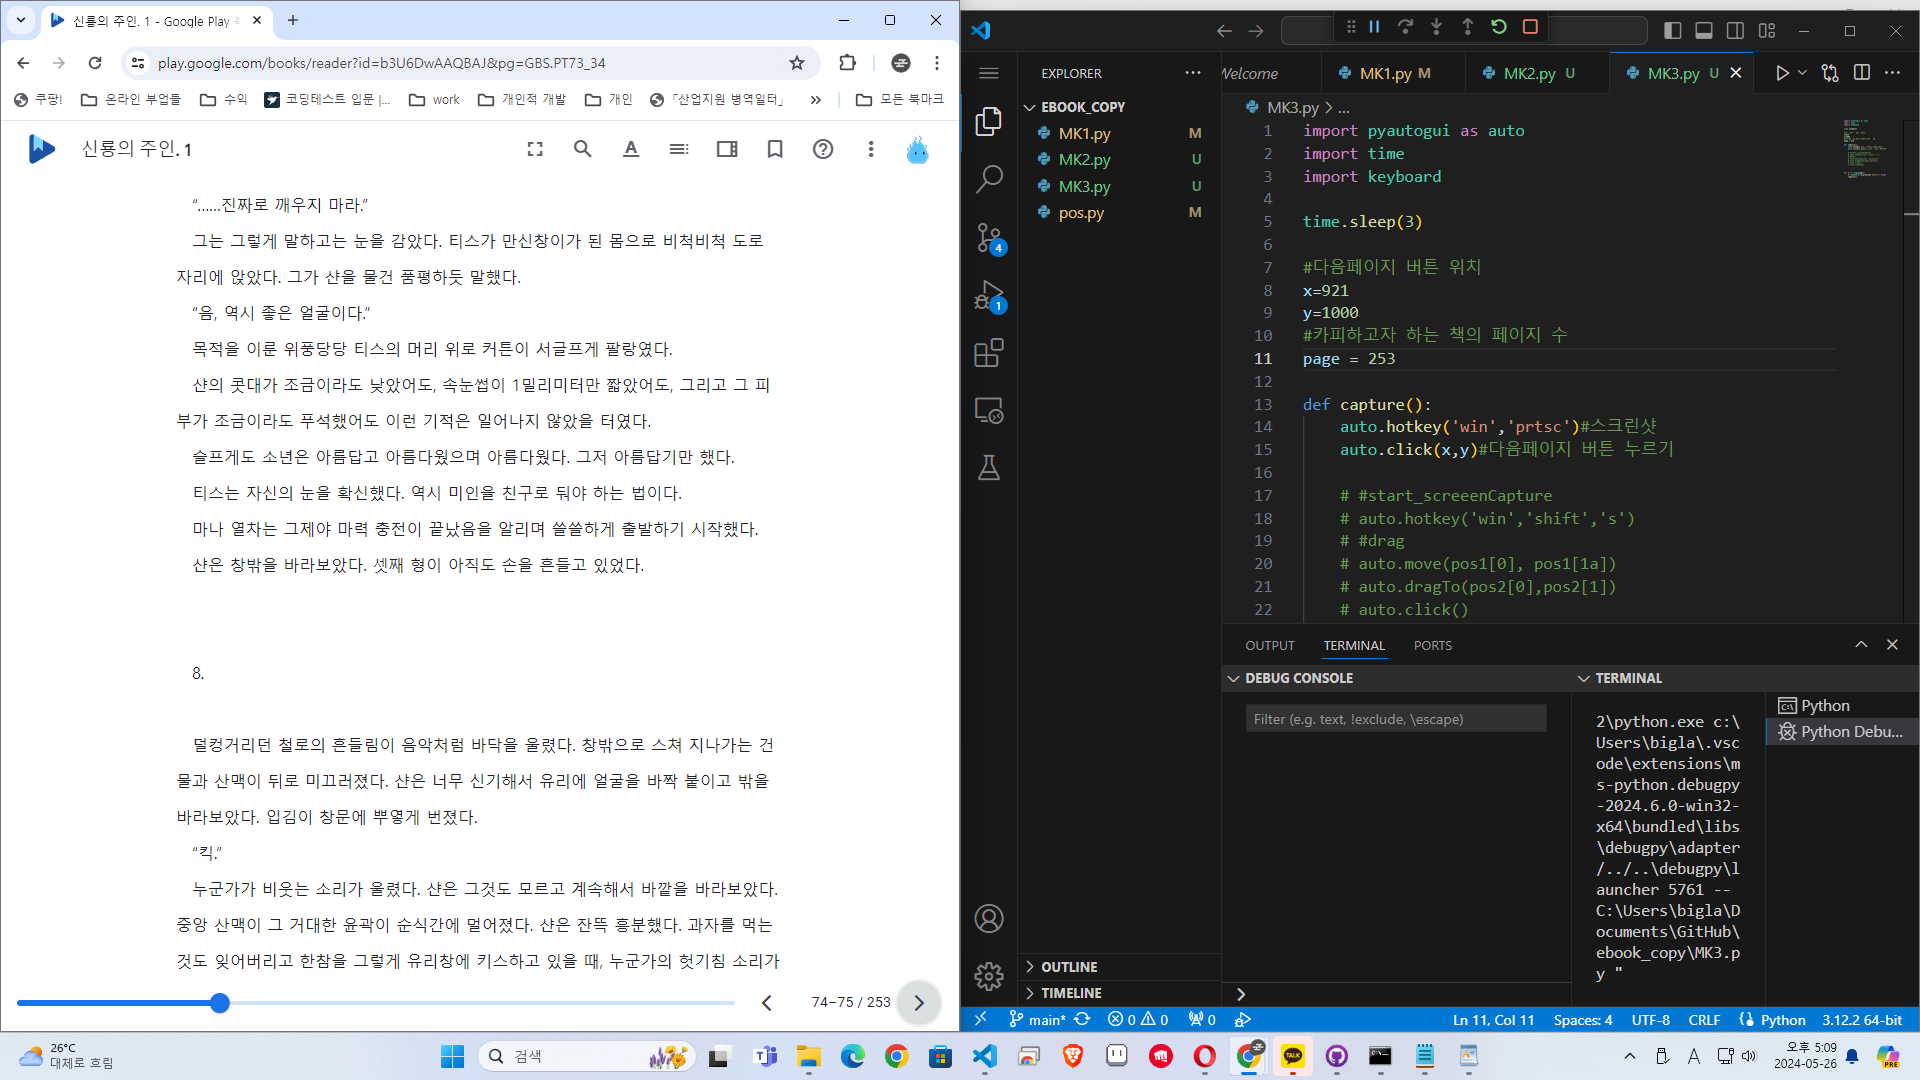 신룡의 주인. 1 - Google Play
play.google.com/books/reader?id=b3U6DwAAQBAJ&pg=GBS.PT73_34
쿠팡!
온라인 부업들
수익
코딩테스트 입문 |...
work
개인적 개발
개인
「산업지원 병역일터」
»
모든 북마크
신룡의 주인. 1
“......진짜로 깨우지 마라.”
그는 그렇게 말하고는 눈을 감았다. 티스가 만신창이가 된 몸으로 비척비척 도로
자리에 앉았다. 그가 샨을 물건 품평하듯 말했다.
“음, 역시 좋은 얼굴이다.”
목적을 이룬 위풍당당 티스의 머리 위로 커튼이 서글프게 팔랑였다.
샨의 콧대가 조금이라도 낮았어도, 속눈썹이 1밀리미터만 짧았어도, 그리고 그 피
부가 조금이라도 푸석했어도 이런 기적은 일어나지 않았을 터였다.
슬프게도 소년은 아름답고 아름다웠으며 아름다웠다. 그저 아름답기만 했다.
티스는 자신의 눈을 확신했다. 역시 미인을 친구로 둬야 하는 법이다.
마나 열차는 그제야 마력 충전이 끝났음을 알리며 쓸쓸하게 출발하기 시작했다.
샨은 창밖을 바라보았다. 셋째 형이 아직도 손을 흔들고 있었다.
8.
덜컹거리던 철로의 흔들림이 음악처럼 바닥을 울렸다. 창밖으로 스쳐 지나가는 건
물과 산맥이 뒤로 미끄러졌다. 샨은 너무 신기해서 유리에 얼굴을 바짝 붙이고 밖을
바라보았다. 입김이 창문에 뿌옇게 번졌다.
“킥.”
누군가가 비웃는 소리가 울렸다. 샨은 그것도 모르고 계속해서 바깥을 바라보았다.
중앙 산맥이 그 거대한 윤곽이 순식간에 멀어졌다. 샨은 잔뜩 흥분했다. 과자를 먹는
것도 잊어버리고 한참을 그렇게 유리창에 키스하고 있을 때, 누군가의 헛기침 소리가
74–75 / 253
EXPLORER
EBOOK_COPY
MK1.py M
MK2.py U
MK3.py U
pos.py M
OUTLINE
TIMELINE
Welcome
MK1.py M
MK2.py U
MK3.py U
MK3.py > ...
1 import pyautogui as auto
2 import time
3 import keyboard
4
5 time.sleep(3)
6
7 #다음페이지 버튼 위치
8 x=921
9 y=1000
10 #카피하고자 하는 책의 페이지 수
11 page = 253
12
13 def capture():
14 auto.hotkey('win','prtsc')#스크린샷
15 auto.click(x,y)#다음페이지 버튼 누르기
16
17 # #start_screeenCapture
18 # auto.hotkey('win','shift','s')
19 # #drag
20 # auto.move(pos1[0], pos1[1a])
21 # auto.dragTo(pos2[0],pos2[1])
22 # auto.click()
OUTPUT
TERMINAL
PORTS
DEBUG CONSOLE
Filter (e.g. text, !exclude, \escape)
TERMINAL
2\python.exe c:\
Users\bigla\.vsc
ode\extensions\m
s-python.debugpy
-2024.6.0-win32-
x64\bundled\libs
\debugpy\adapter
/../..\debugpy\l
auncher 5761 --
C:\Users\bigla\D
ocuments\GitHub\
ebook_copy\MK3.p
y "
Python
Python Debu...
4
1
main*
0
0
0
Ln 11, Col 11
Spaces: 4
UTF-8
CRLF
Python
3.12.2 64-bit
26°C
대체로 흐림
검색
TALK
A
오후 5:09
2024-05-26
PRE